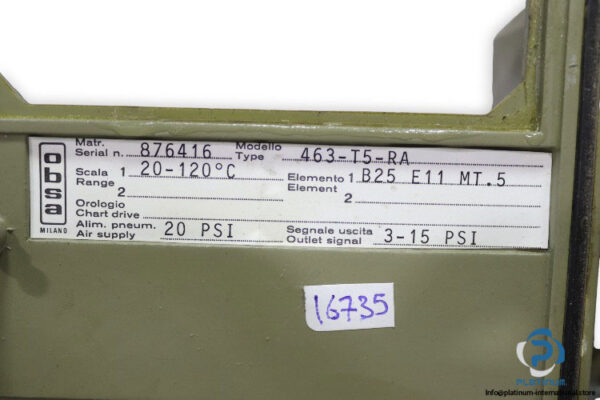 obsa
MILANO
Matr. Serial n. 876416 Modello Type 463-T5-RA
Scala Range 1 20-120°C Elemento Element 1 B25 E11 MT.5
2 2
Orologio
Chart drive
Alim. pneum. Air supply 20 PSI Segnale uscita Outlet signal 3-15 PSI
16735
PLATINUM
INTERNATIONAL
Info@platinum-international.store